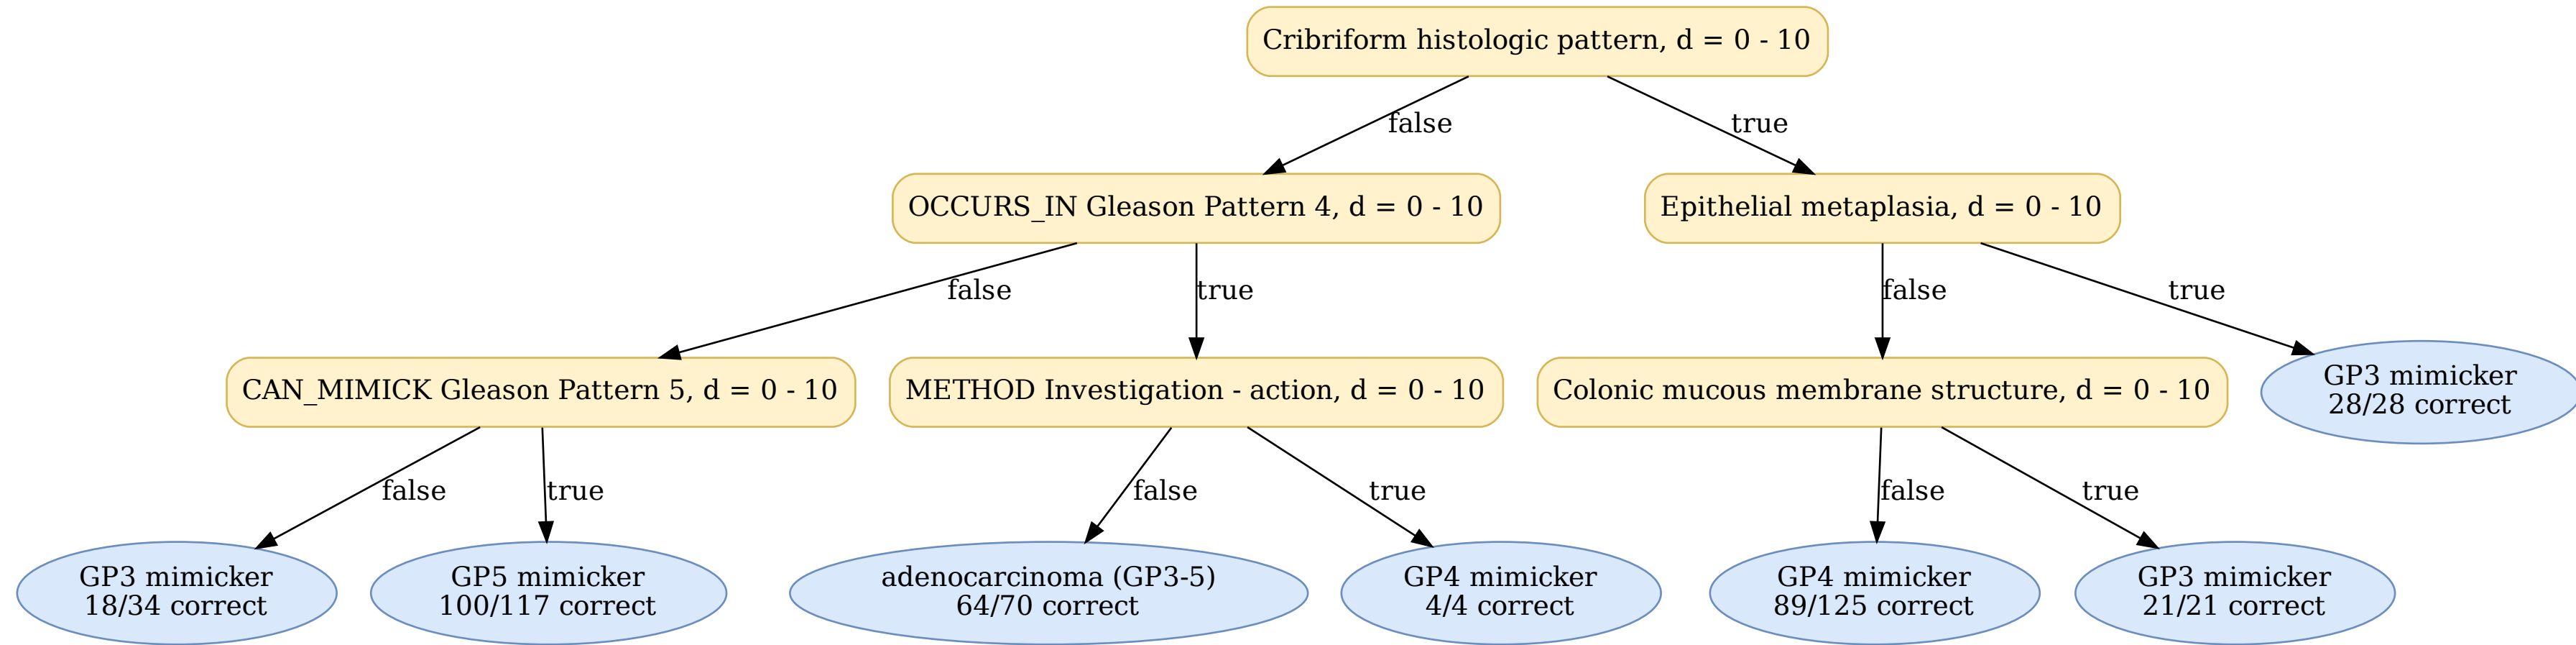 Cribriform histologic pattern, d = 0 - 10
false
true
OCCURS_IN Gleason Pattern 4, d = 0 - 10
Epithelial metaplasia, d = 0 - 10
false
true
false
true
CAN_MIMICK Gleason Pattern 5, d = 0 - 10
METHOD Investigation - action, d = 0 - 10
Colonic mucous membrane structure, d = 0 - 10
GP3 mimicker
28/28 correct
false
true
false
true
false
true
GP3 mimicker
18/34 correct
GP5 mimicker
100/117 correct
adenocarcinoma (GP3-5)
64/70 correct
GP4 mimicker
4/4 correct
GP4 mimicker
89/125 correct
GP3 mimicker
21/21 correct